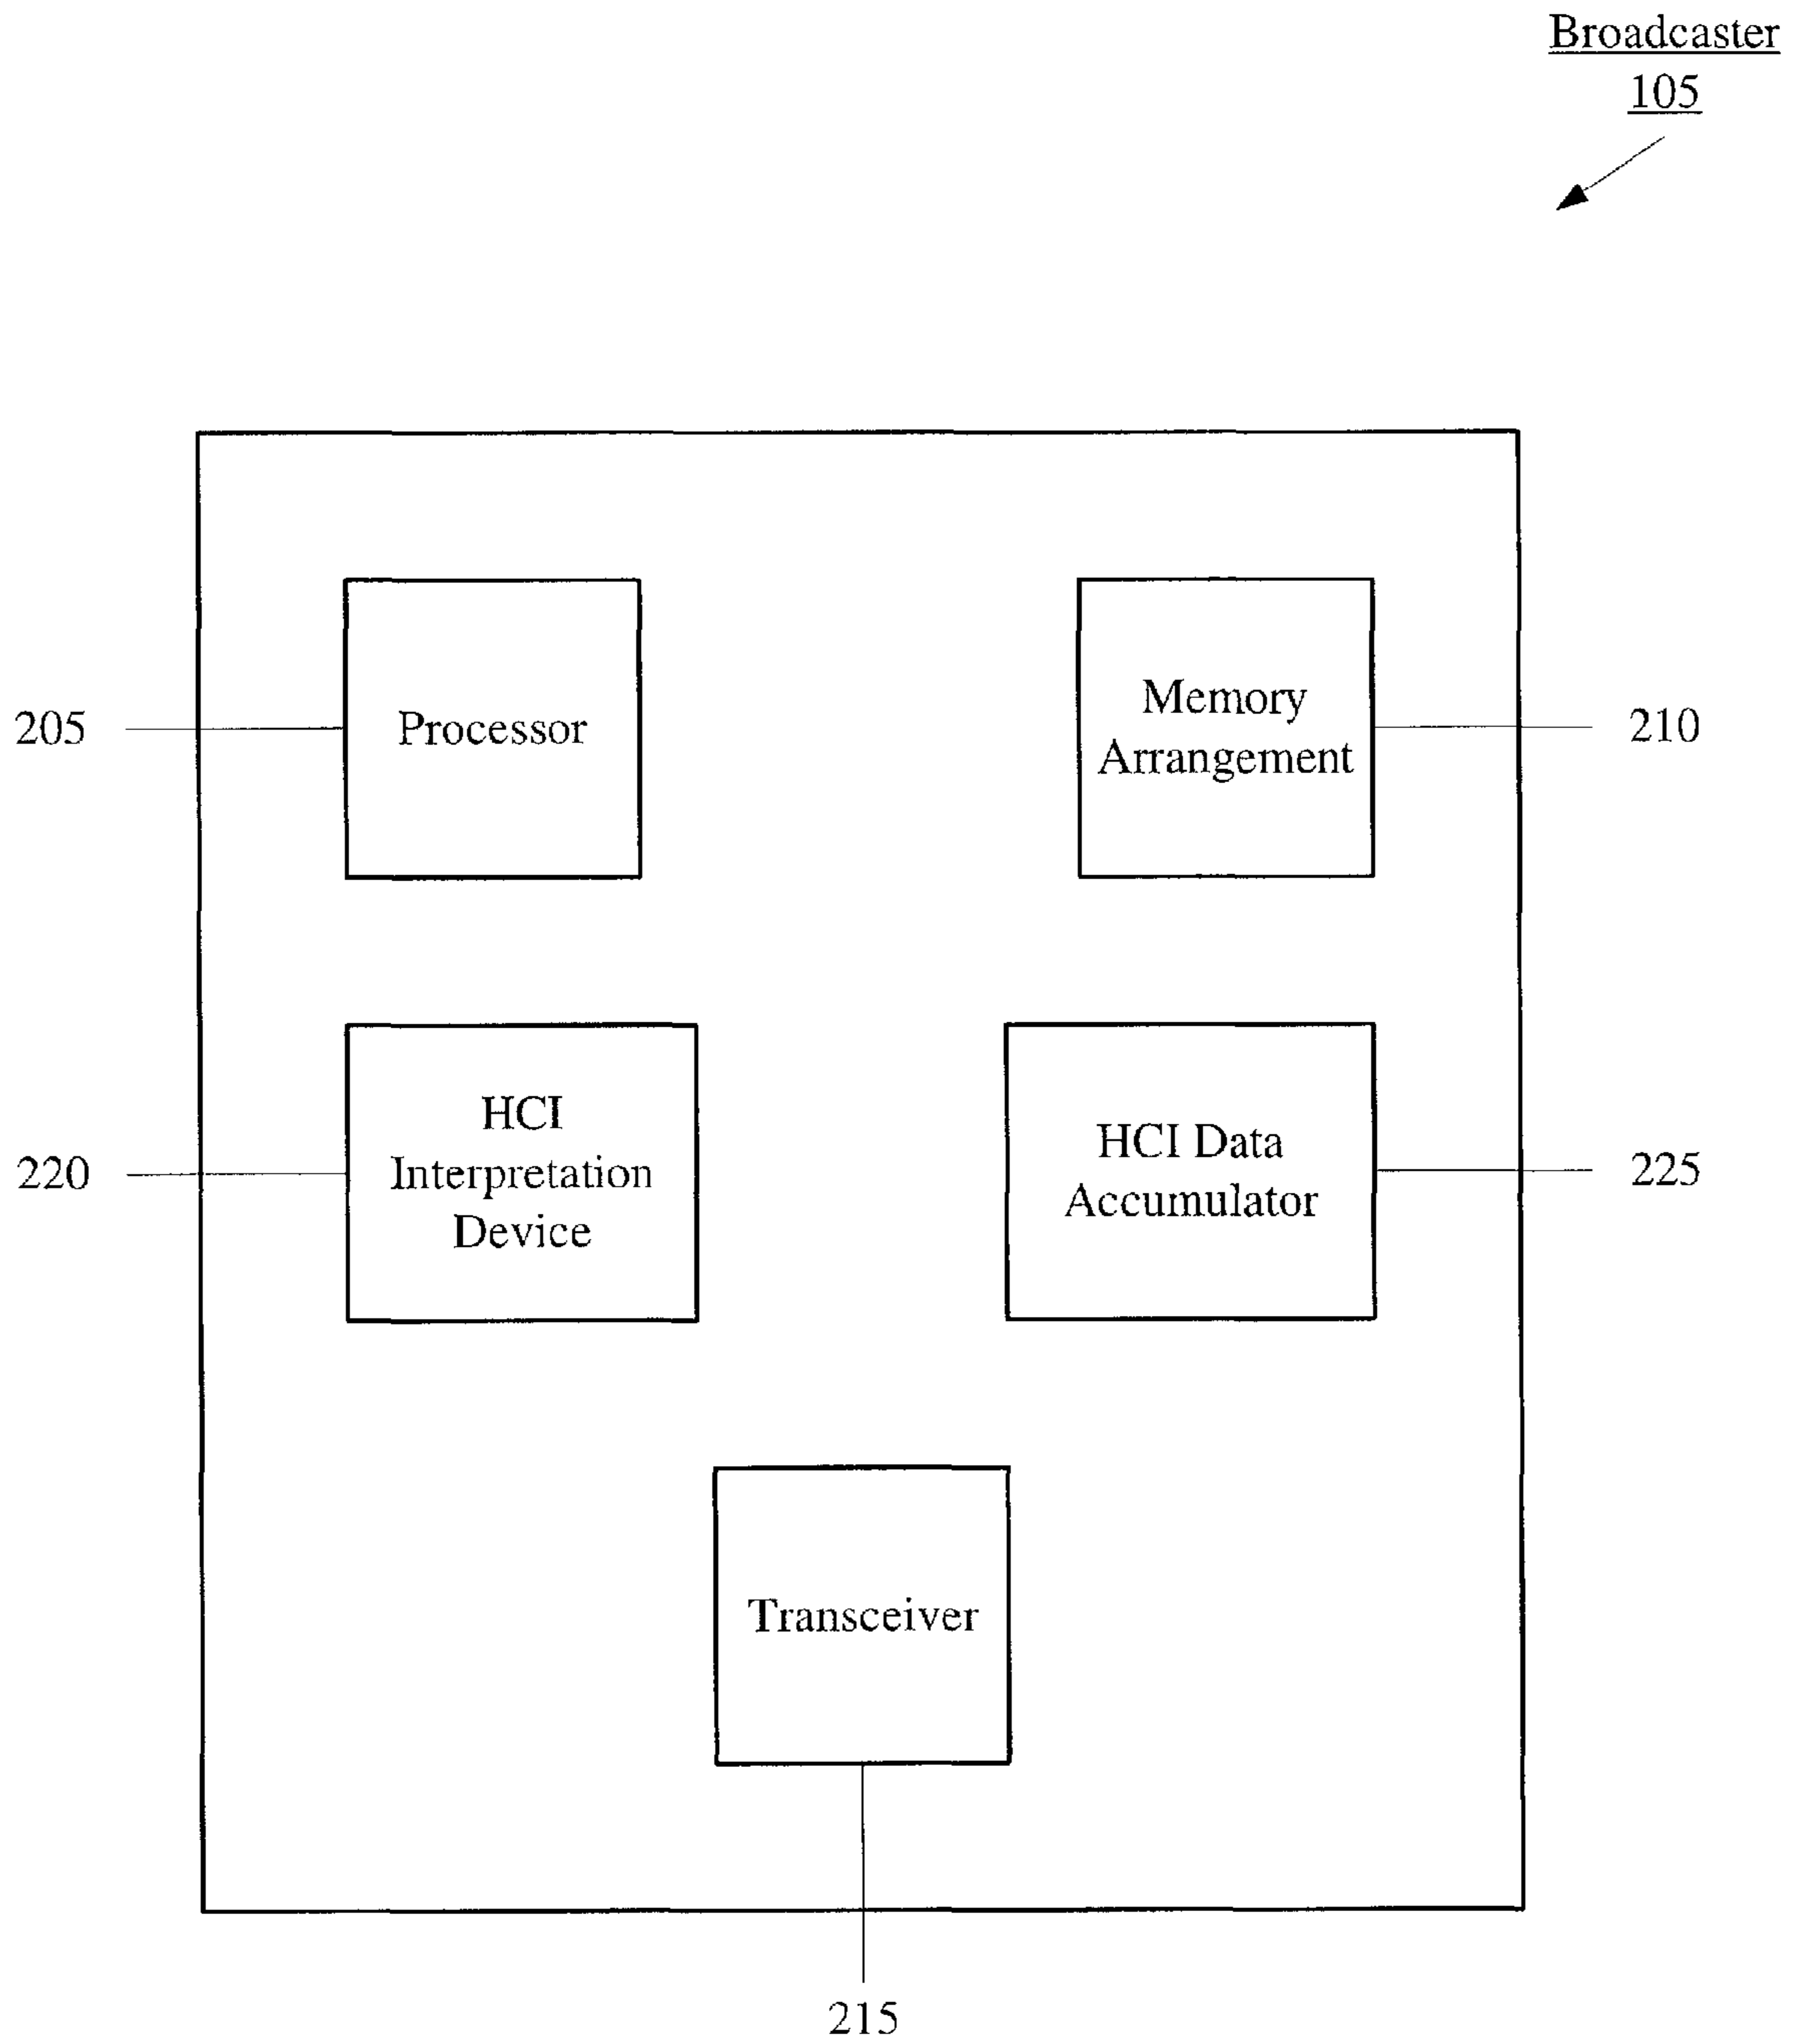 Broadcaster
105
205
Processor
Memory
Arrangement
210
220
HCI
Interpretation
Device
HCI Data
Accumulator
225
Transceiver
215